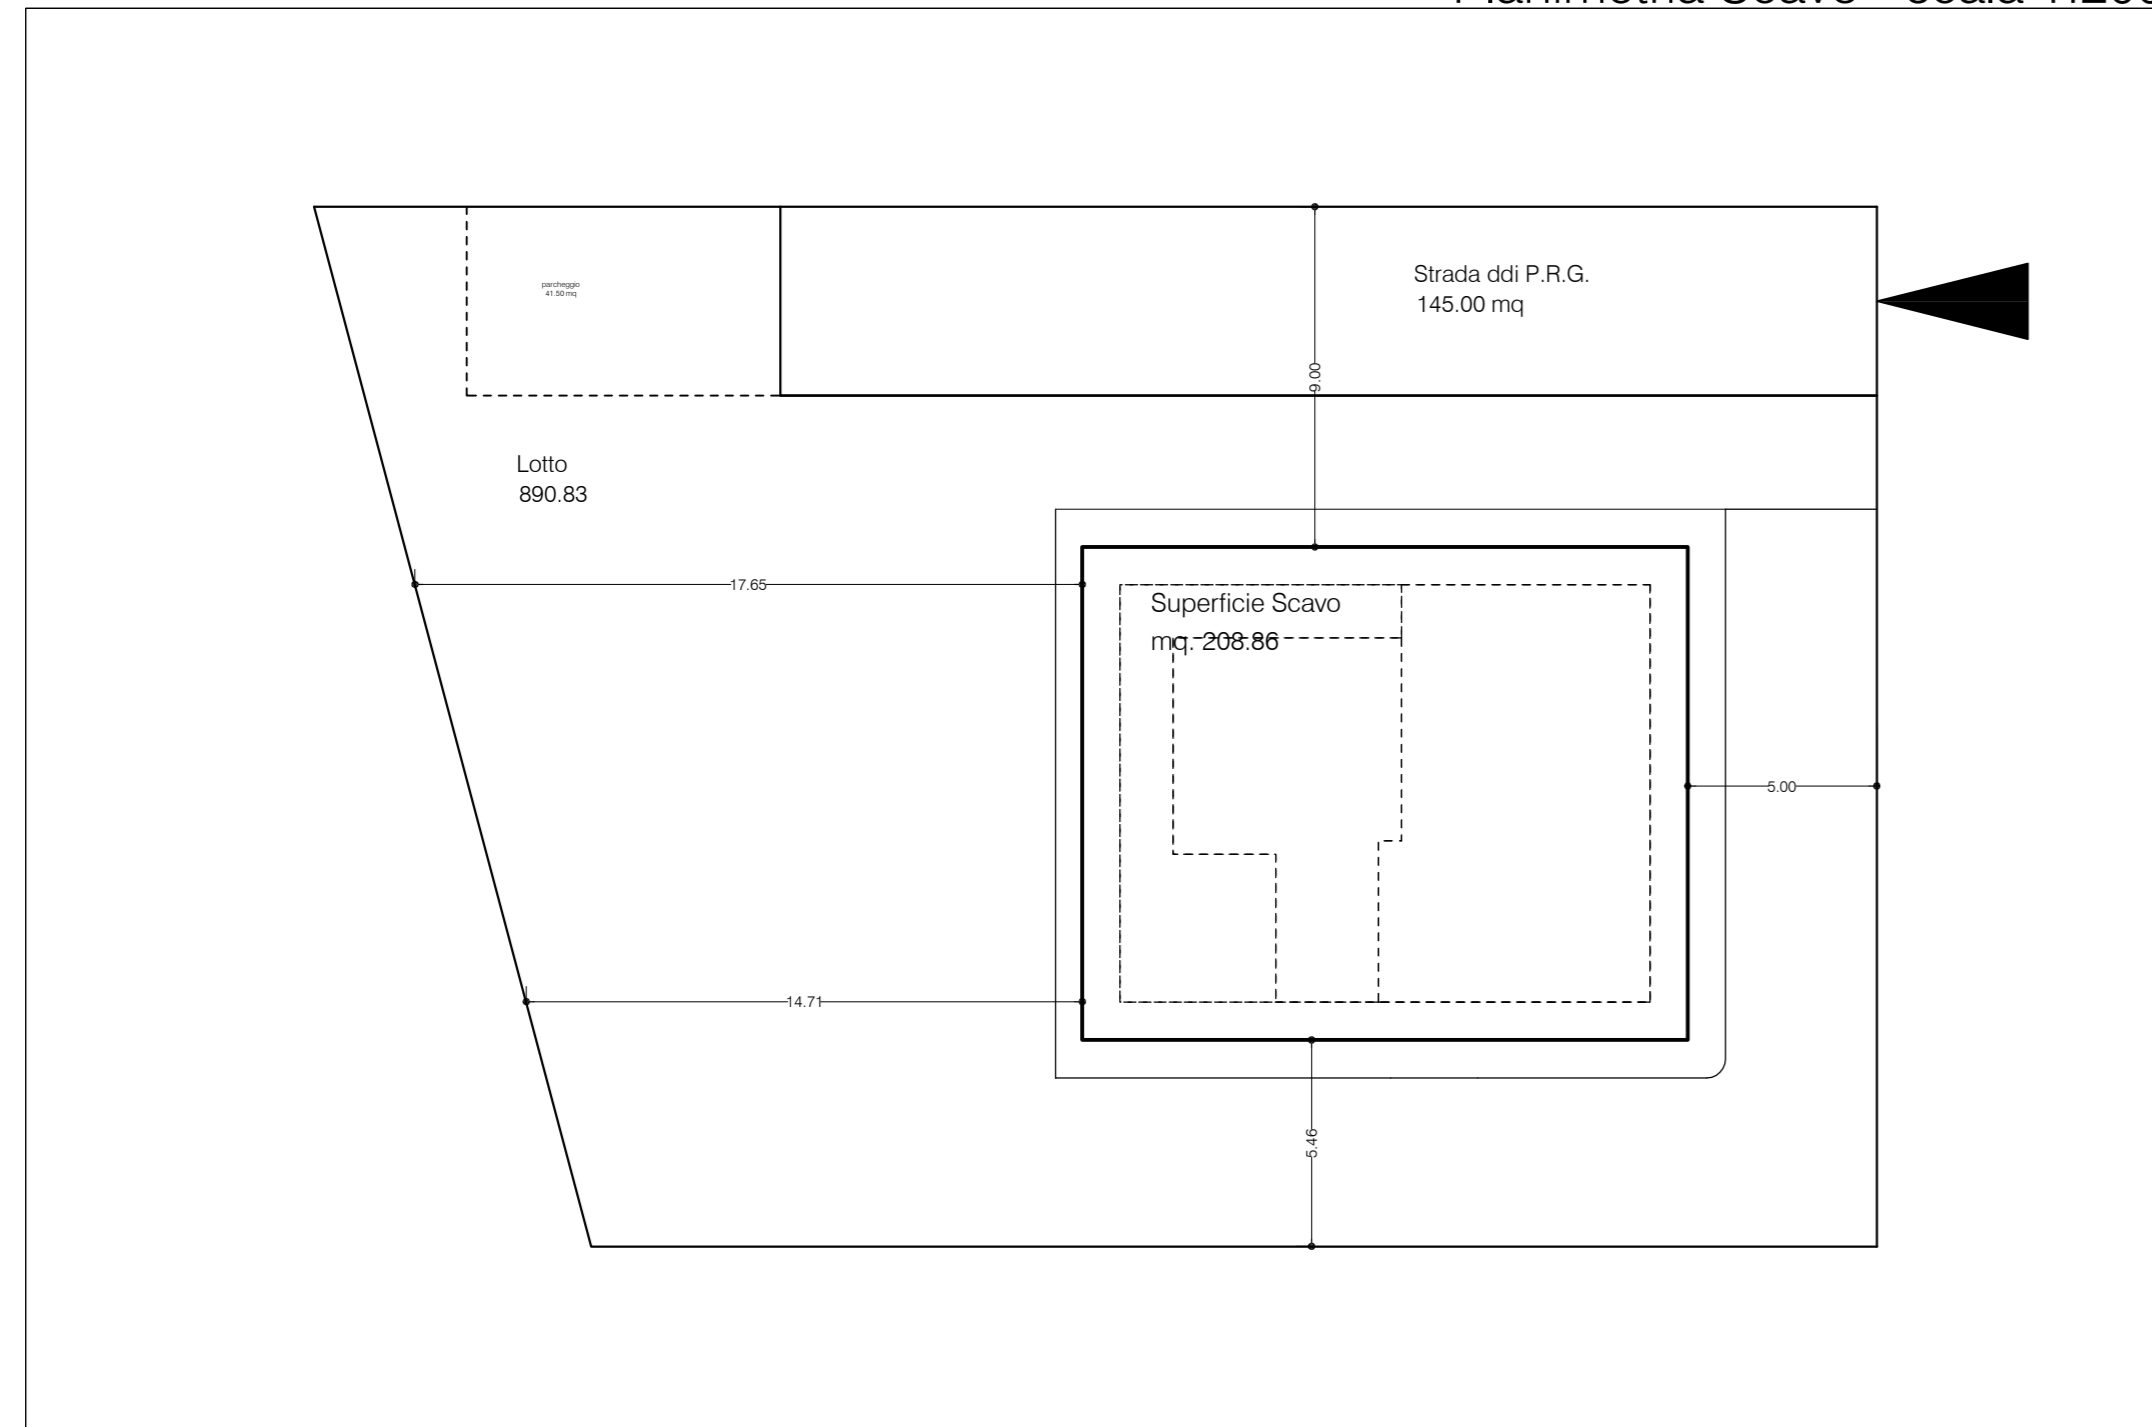 Planimetria Scavo - scala 1:200
parcheggio
41.50 mq
Strada ddi P.R.G.
145.00 mq
9.00
Lotto
890.83
17.65
Superficie Scavo
mq. 208.86
5.00
14.71
5.46